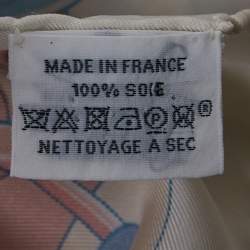 MADE IN FRANCE
100% SOIE
®
NETTOYAGE A SEC